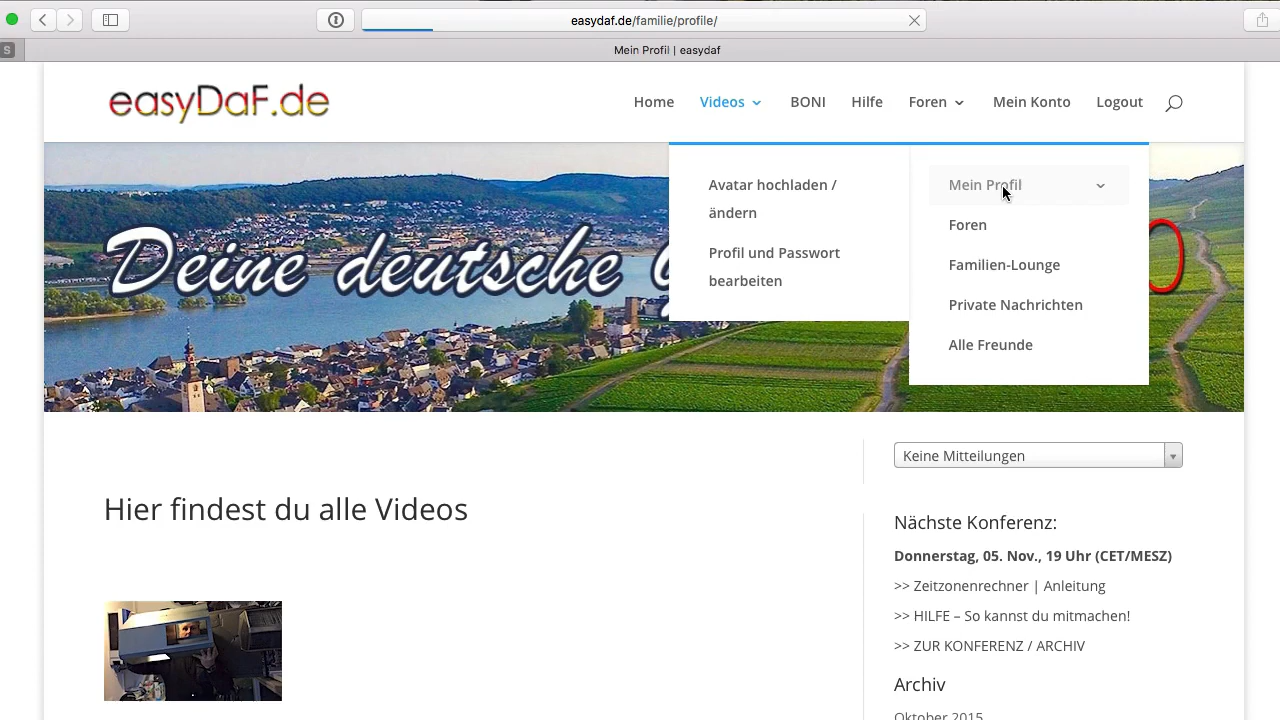 easydaf.de/familie/profile/
S
Mein Profil | easydaf
easyDaF.de
Home
Videos
BONI
Hilfe
Foren
Mein Konto
Logout
Avatar hochladen /
ändern
Profil und Passwort
bearbeiten
Mein Profil
Foren
Familien-Lounge
Private Nachrichten
Alle Freunde
Deine deutsche
Keine Mitteilungen
Hier findest du alle Videos
Nächste Konferenz:
Donnerstag, 05. Nov., 19 Uhr (CET/MESZ)
>> Zeitzonenrechner | Anleitung
>> HILFE – So kannst du mitmachen!
>> ZUR KONFERENZ / ARCHIV
Archiv
Oktober 2015